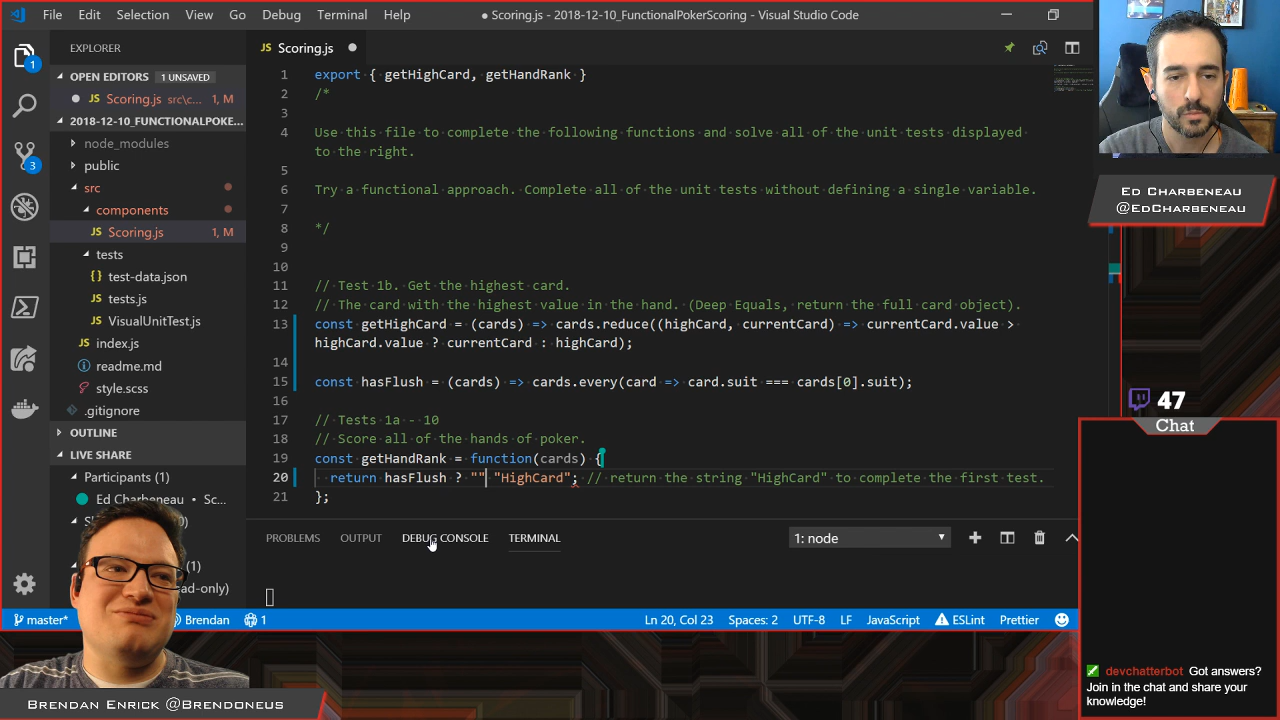 File Edit Selection View Go Debug Terminal Help
● Scoring.js - 2018-12-10_FunctionalPokerScoring - Visual Studio Code
EXPLORER
OPEN EDITORS 1 UNSAVED
JS Scoring.js src\c... 1, M
2018-12-10_FUNCTIONALPOKE...
node_modules
public
src
components
JS Scoring.js 1, M
tests
{} test-data.json
JS tests.js
JS VisualUnitTest.js
JS index.js
readme.md
style.scss
.gitignore
OUTLINE
LIVE SHARE
Participants (1)
Ed Charbeneau • Sc...
1
3
JS Scoring.js ●
1 export { getHighCard, getHandRank }
2 /*
3
4 Use this file to complete the following functions and solve all of the unit tests displayed
to the right.
5
6 Try a functional approach. Complete all of the unit tests without defining a single variable.
7
8 */
9
10
11 // Test 1b. Get the highest card.
12 // The card with the highest value in the hand. (Deep Equals, return the full card object).
13 const getHighCard = (cards) => cards.reduce((highCard, currentCard) => currentCard.value >
highCard.value ? currentCard : highCard);
14
15 const hasFlush = (cards) => cards.every(card => card.suit === cards[0].suit);
16
17 // Tests 1a - 10
18 // Score all of the hands of poker.
19 const getHandRank = function(cards) {
20 return hasFlush ? "" "HighCard"; // return the string "HighCard" to complete the first test.
21 };
PROBLEMS OUTPUT DEBUG CONSOLE TERMINAL
1: node
master* Brendan 1
Ln 20, Col 23 Spaces: 2 UTF-8 LF JavaScript ESLint Prettier
Ed Charbeneau
@EdCharbeneau
47
Chat
devchatterbot Got answers?
Join in the chat and share your
knowledge!
Brendan Enrick @Brendoneus